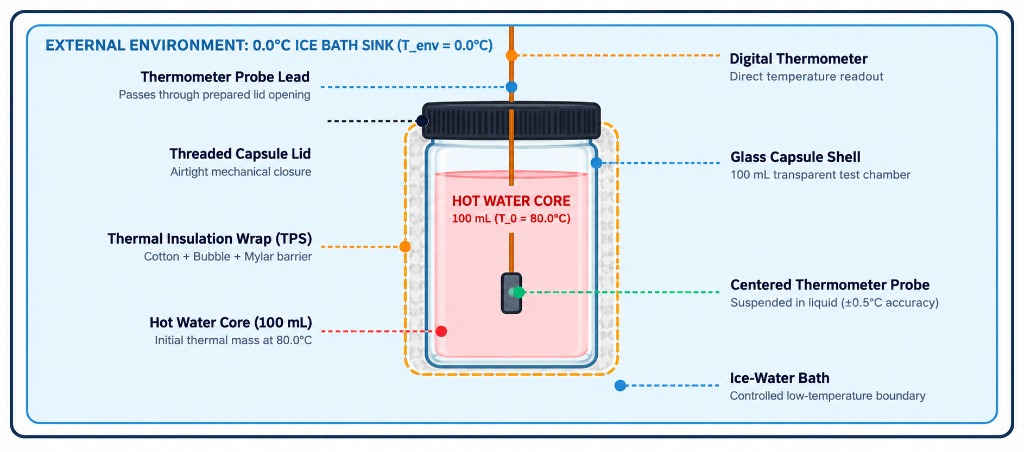 EXTERNAL ENVIRONMENT: 0.0°C ICE BATH SINK (T_env = 0.0°C)
Thermometer Probe Lead
Passes through prepared lid opening
Threaded Capsule Lid
Airtight mechanical closure
Thermal Insulation Wrap (TPS)
Cotton + Bubble + Mylar barrier
Hot Water Core (100 mL)
Initial thermal mass at 80.0°C
HOT WATER CORE
100 mL (T_0 = 80.0°C)
Digital Thermometer
Direct temperature readout
Glass Capsule Shell
100 mL transparent test chamber
Centered Thermometer Probe
Suspended in liquid (±0.5°C accuracy)
Ice-Water Bath
Controlled low-temperature boundary